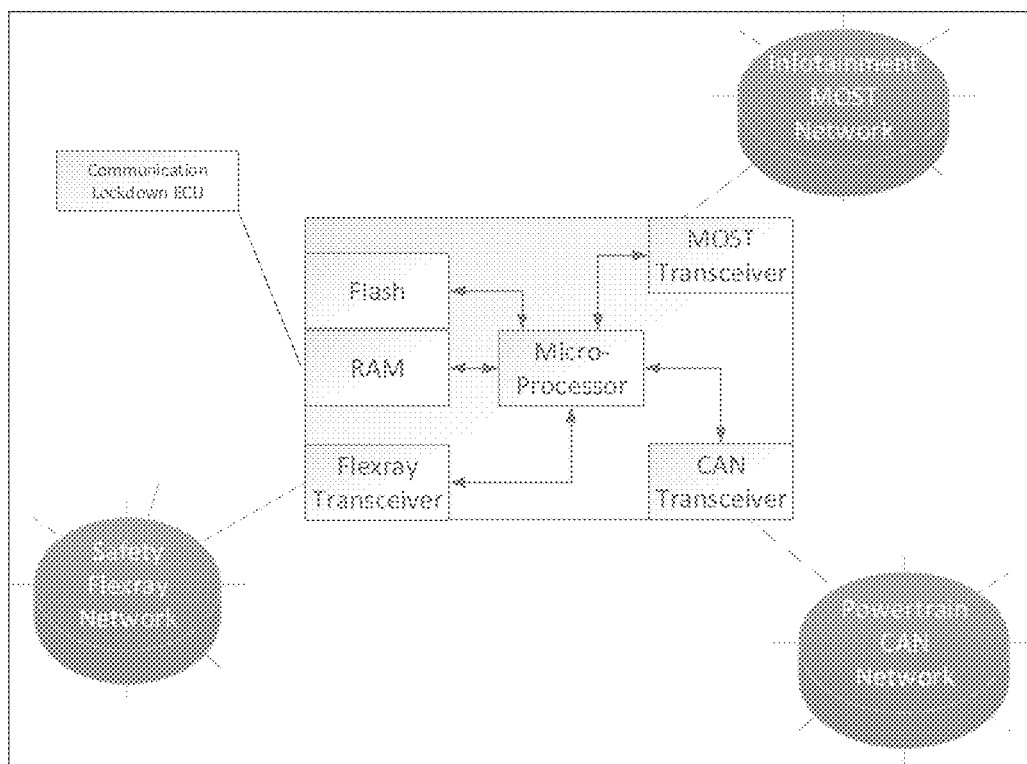 Infotainment
MOST
Network
Communication
Lockdown ECU
MOST
Transceiver
Flash
RAM
Micro-
Processor
Flexray
Transceiver
CAN
Transceiver
Safety
Flexray
Network
Powertrain
CAN
Network